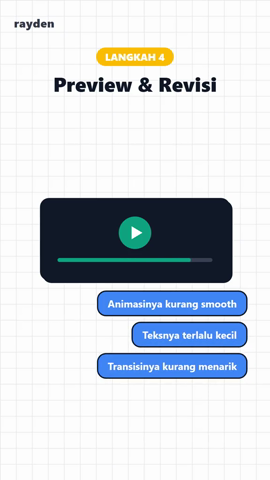 rayden
LANGKAH 4
Preview & Revisi
Animasinya kurang smooth
Teksnya terlalu kecil
Transisinya kurang menarik